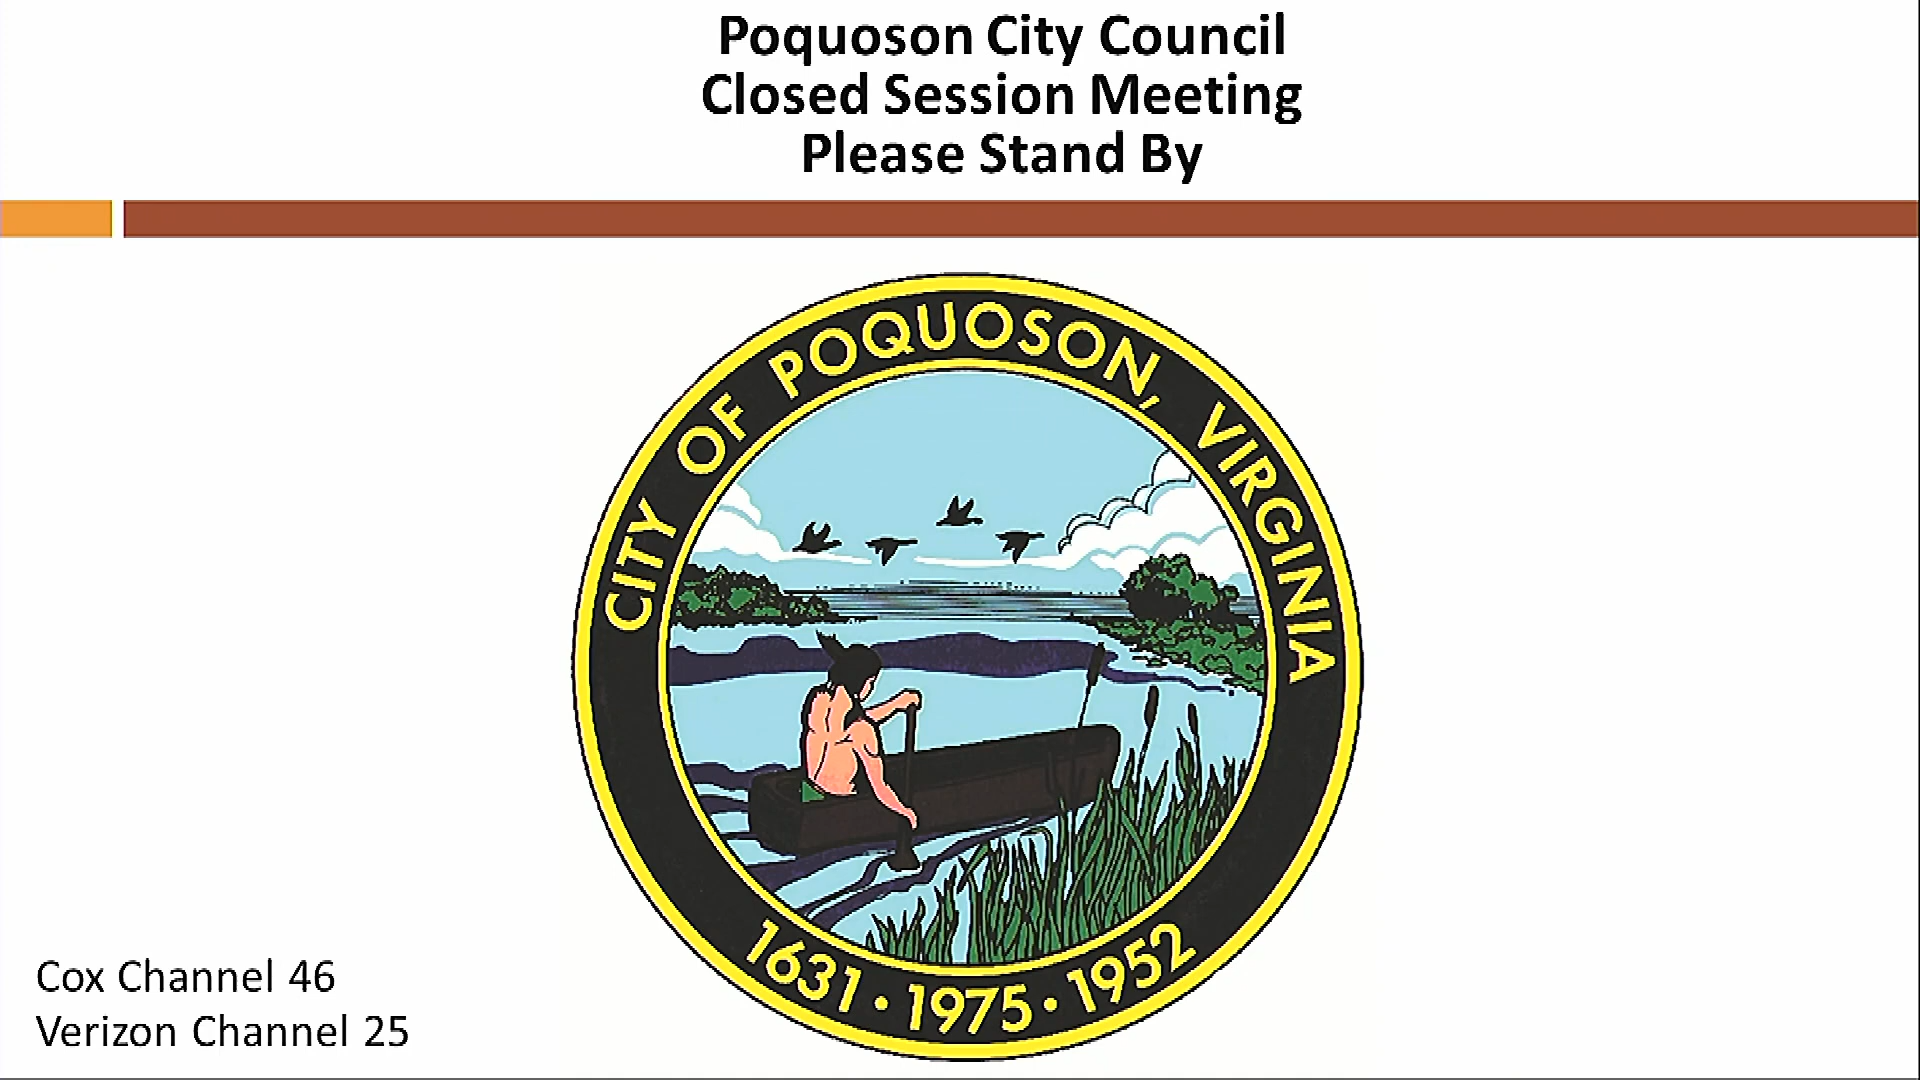 Poquoson City Council
Closed Session Meeting
Please Stand By
CITY OF POQUOSON, VIRGINIA
1631 · 1975 · 1952
Cox Channel 46
Verizon Channel 25